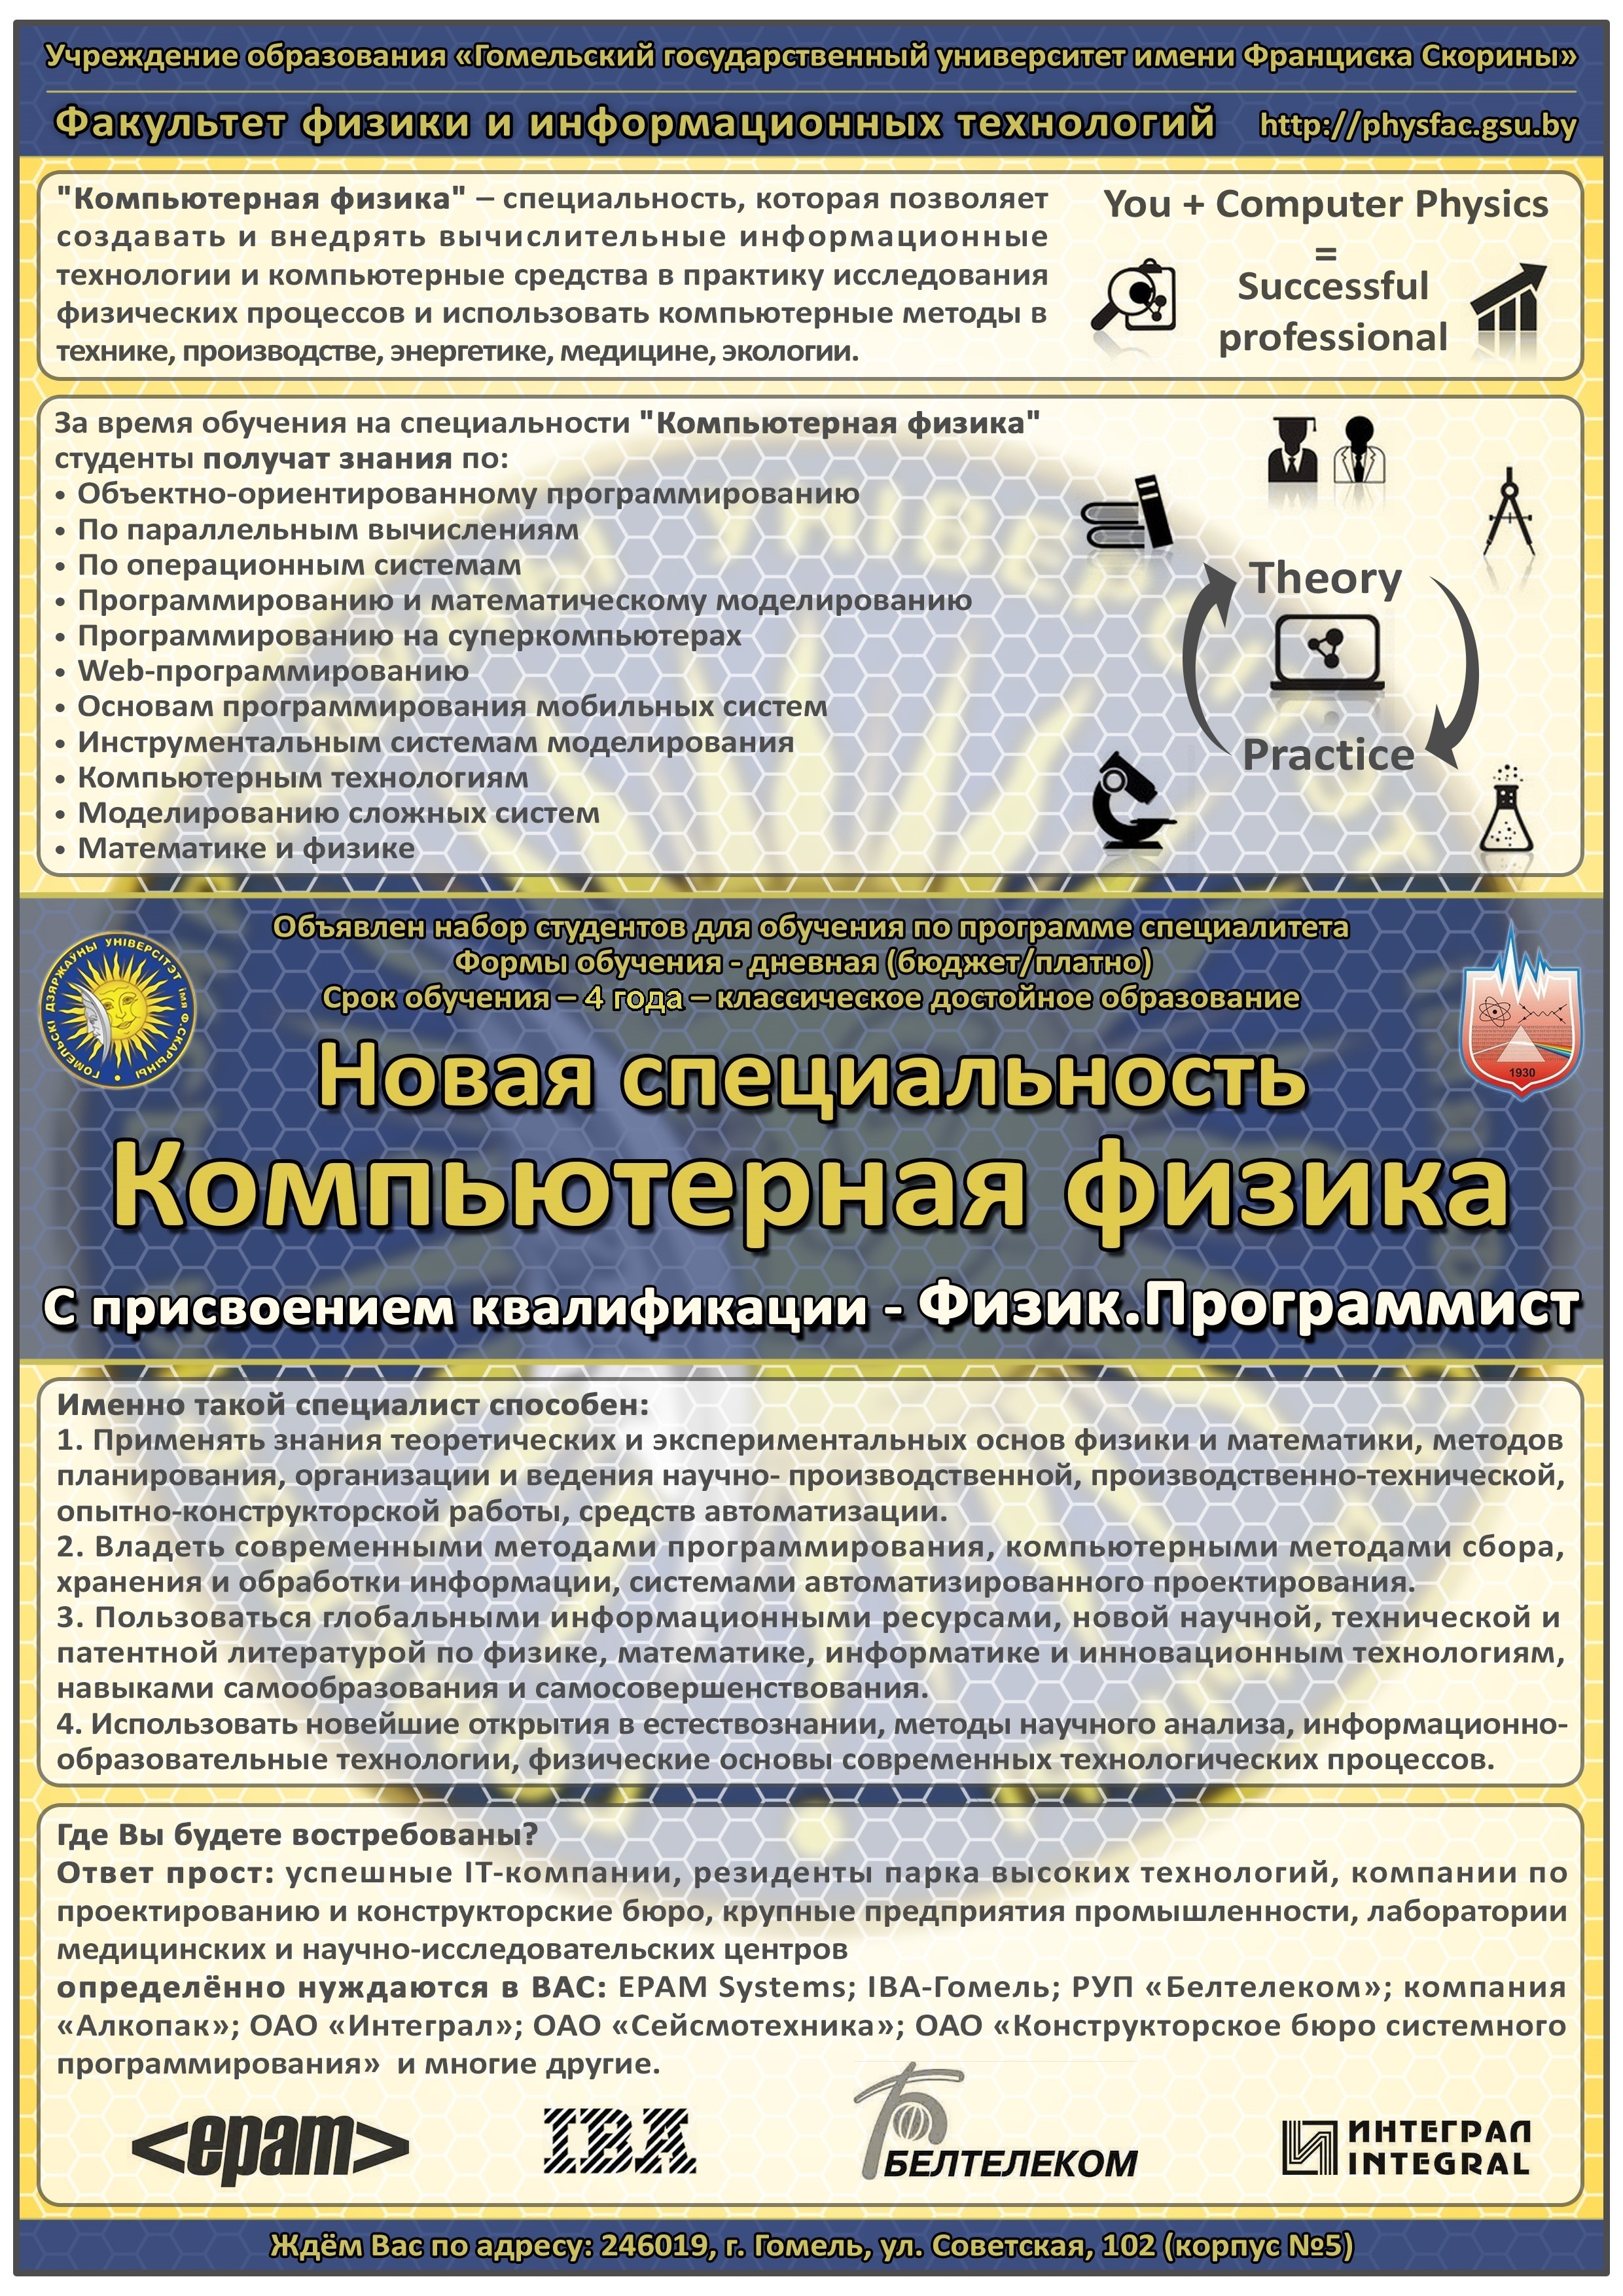 Учреждение образования «Гомельский государственный университет имени Франциска Скорины»
Факультет физики и информационных технологий http://physfac.gsu.by
"Компьютерная физика" – специальность, которая позволяет
создавать и внедрять вычислительные информационные
технологии и компьютерные средства в практику исследования
физических процессов и использовать компьютерные методы в
технике, производстве, энергетике, медицине, экологии.
You + Computer Physics
=
Successful
professional
За время обучения на специальности "Компьютерная физика"
студенты получат знания по:
• Объектно-ориентированному программированию
• По параллельным вычислениям
• По операционным системам
• Программированию и математическому моделированию
• Программированию на суперкомпьютерах
• Web-программированию
• Основам программирования мобильных систем
• Инструментальным системам моделирования
• Компьютерным технологиям
• Моделированию сложных систем
• Математике и физике
Theory
Practice
Объявлен набор студентов для обучения по программе специалитета
Формы обучения - дневная (бюджет/платно)
Срок обучения – 4 года – классическое достойное образование
ГОМЕЛЬСКІ ДЗЯРЖАУНЫ УНІВЕРСІТЭТ імя Ф.СКАРЫНЫ
1930
Новая специальность
Компьютерная физика
С присвоением квалификации - Физик.Программист
Именно такой специалист способен:
1. Применять знания теоретических и экспериментальных основ физики и математики, методов
планирования, организации и ведения научно- производственной, производственно-технической,
опытно-конструкторской работы, средств автоматизации.
2. Владеть современными методами программирования, компьютерными методами сбора,
хранения и обработки информации, системами автоматизированного проектирования.
3. Пользоваться глобальными информационными ресурсами, новой научной, технической и
патентной литературой по физике, математике, информатике и инновационным технологиям,
навыками самообразования и самосовершенствования.
4. Использовать новейшие открытия в естествознании, методы научного анализа, информационно-
образовательные технологии, физические основы современных технологических процессов.
Где Вы будете востребованы?
Ответ прост: успешные IT-компании, резиденты парка высоких технологий, компании по
проектированию и конструкторские бюро, крупные предприятия промышленности, лаборатории
медицинских и научно-исследовательских центров
определённо нуждаются в ВАС: EPAM Systems; IBA-Гомель; РУП «Белтелеком»; компания
«Алкопак»; ОАО «Интеграл»; ОАО «Сейсмотехника»; ОАО «Конструкторское бюро системного
программирования» и многие другие.
<epam>
IBA
БЕЛТЕЛЕКОМ
ИНТЕГРАЛ
INTEGRAL
Ждём Вас по адресу: 246019, г. Гомель, ул. Советская, 102 (корпус №5)